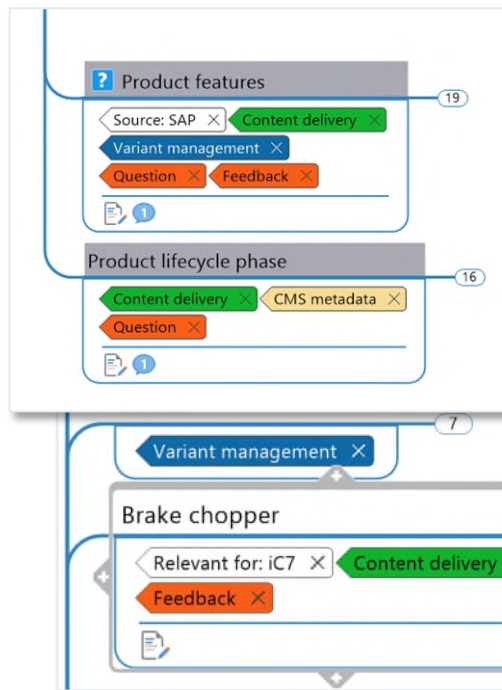 ? Product features
19
Source: SAP Content delivery
Variant management
Question Feedback
1
Product lifecycle phase
16
Content delivery CMS metadata
Question
1
7
Variant management
Brake chopper
Relevant for: iC7 Content delivery
Feedback